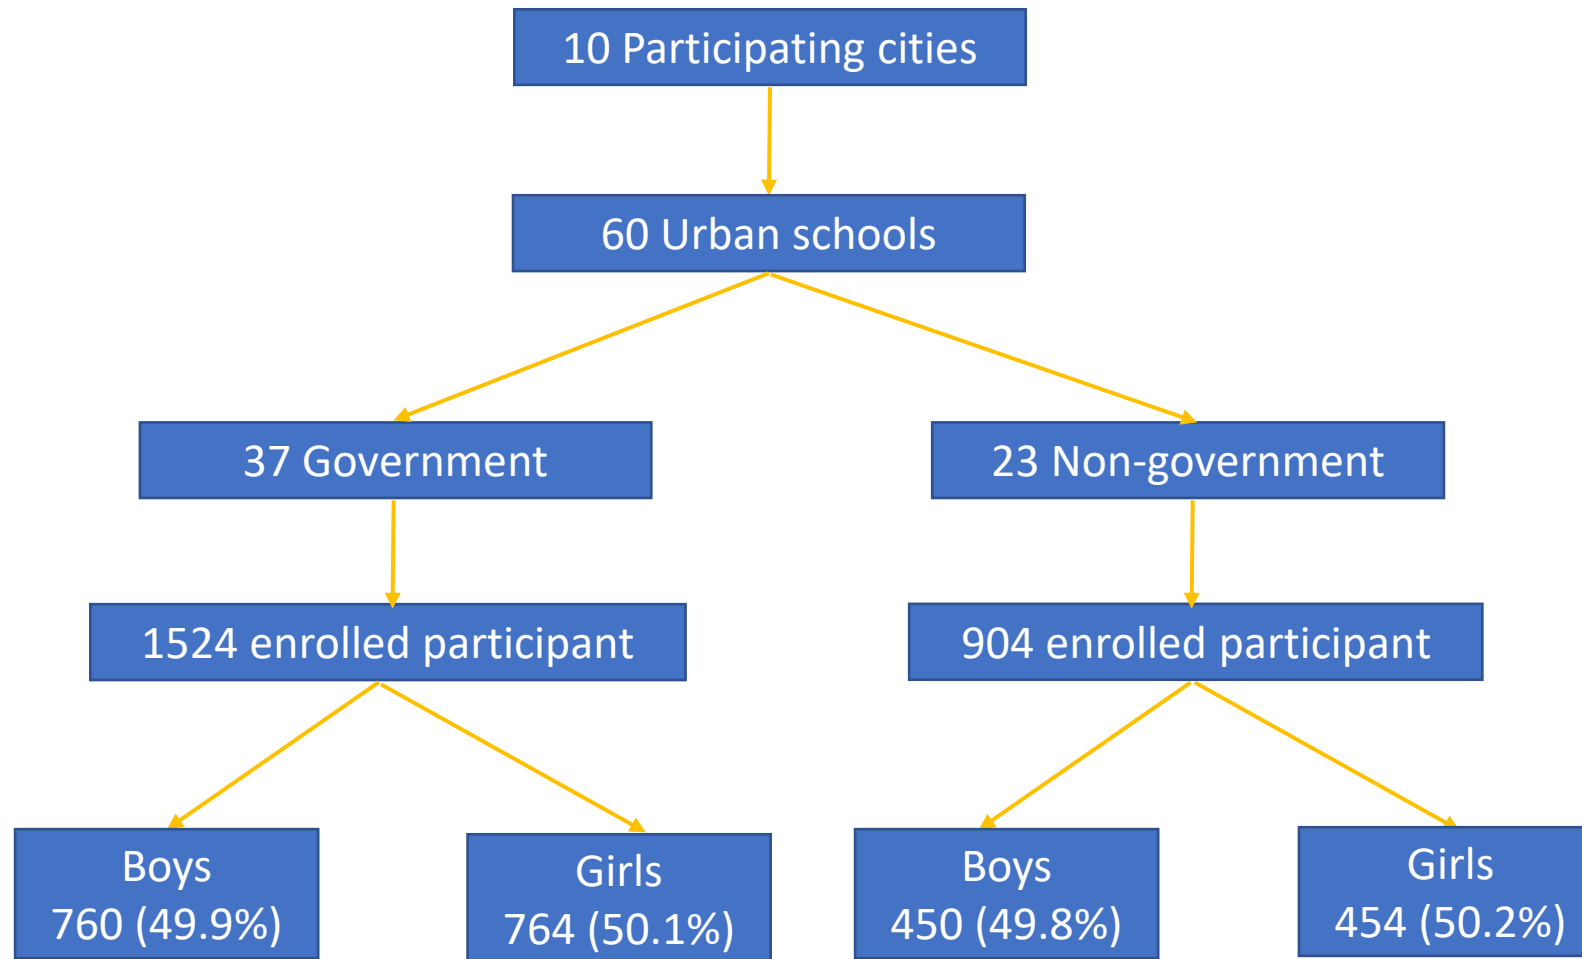 10 Participating cities
60 Urban schools
37 Government
23 Non-government
1524 enrolled participant
904 enrolled participant
Boys
760 (49.9%)
Girls
764 (50.1%)
Boys
450 (49.8%)
Girls
454 (50.2%)